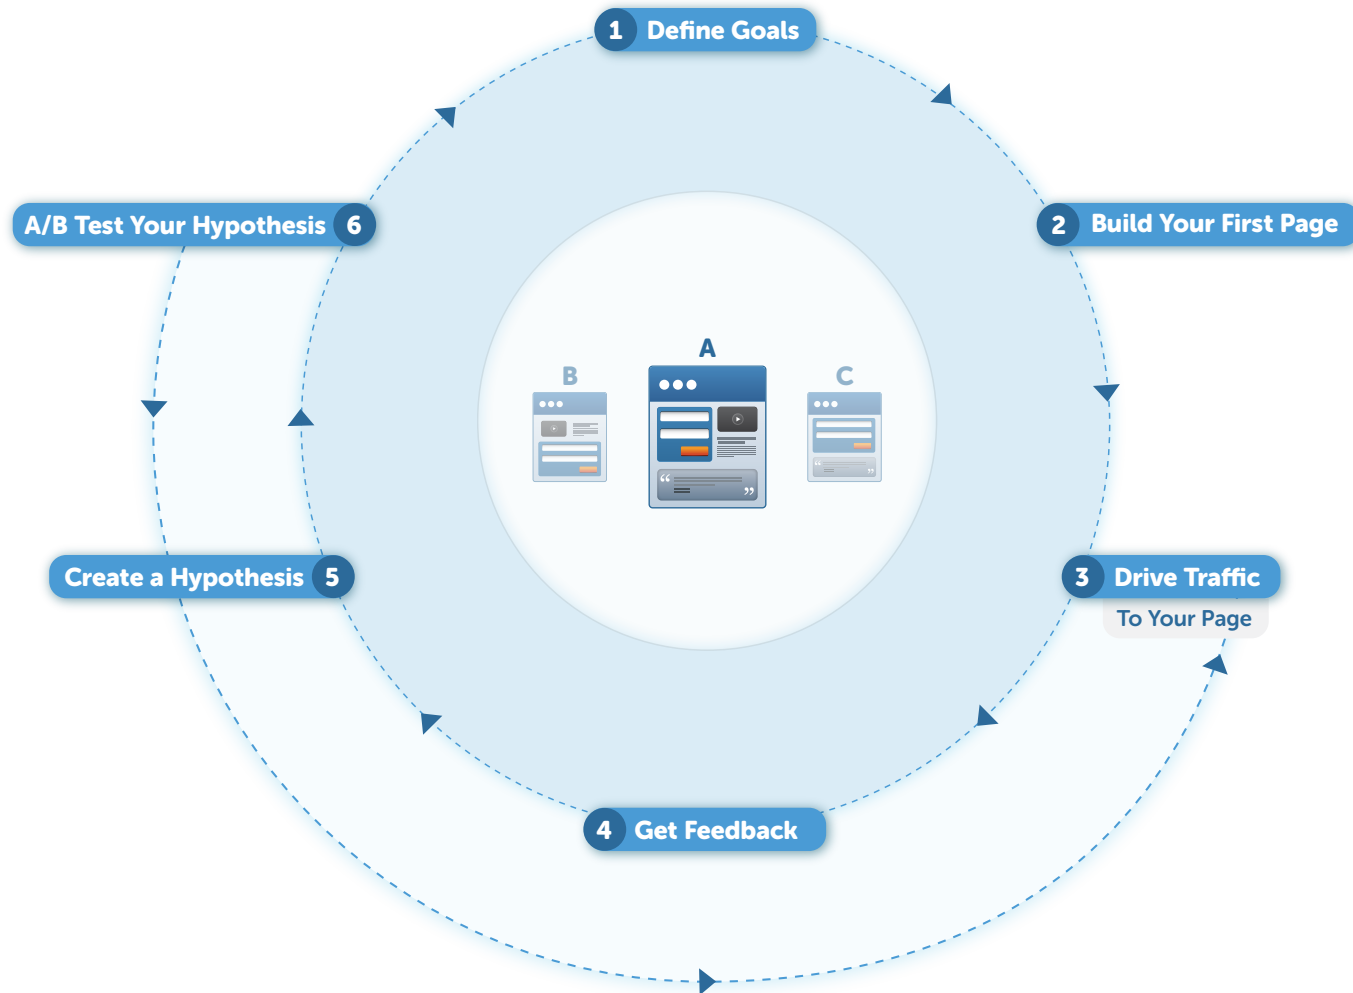 1 Define Goals
2 Build Your First Page
3 Drive Traffic
To Your Page
4 Get Feedback
Create a Hypothesis 5
A/B Test Your Hypothesis 6
A
B
C
“
”
“
”